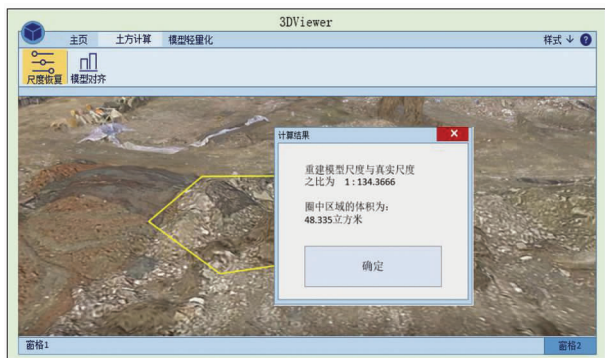 3DViewer
主页 土方计算 模型轻量化 样式
尺度恢复 模型对齐
计算结果
重建模型尺度与真实尺度
之比为 1:134.3666
圈中区域的体积为:
48.335立方米
确定
窗格1 窗格2